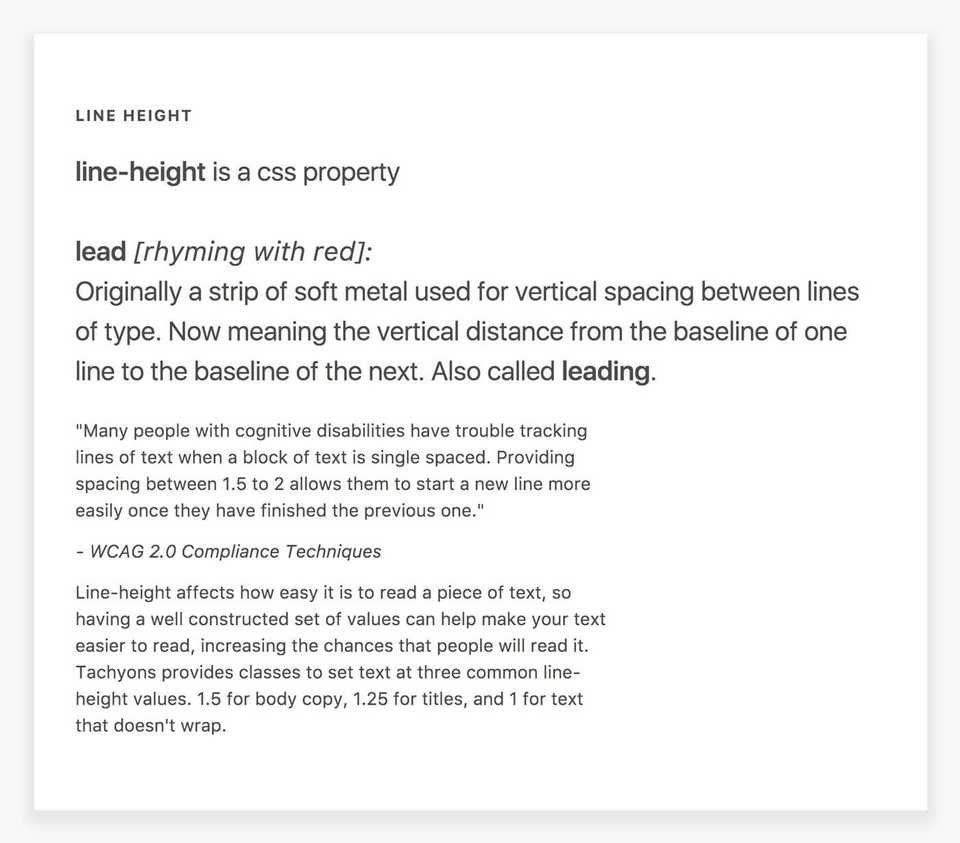 LINE HEIGHT
line-height is a css property
lead [rhyming with red]:
Originally a strip of soft metal used for vertical spacing between lines
of type. Now meaning the vertical distance from the baseline of one
line to the baseline of the next. Also called leading.
"Many people with cognitive disabilities have trouble tracking
lines of text when a block of text is single spaced. Providing
spacing between 1.5 to 2 allows them to start a new line more
easily once they have finished the previous one."
- WCAG 2.0 Compliance Techniques
Line-height affects how easy it is to read a piece of text, so
having a well constructed set of values can help make your text
easier to read, increasing the chances that people will read it.
Tachyons provides classes to set text at three common line-
height values. 1.5 for body copy, 1.25 for titles, and 1 for text
that doesn't wrap.